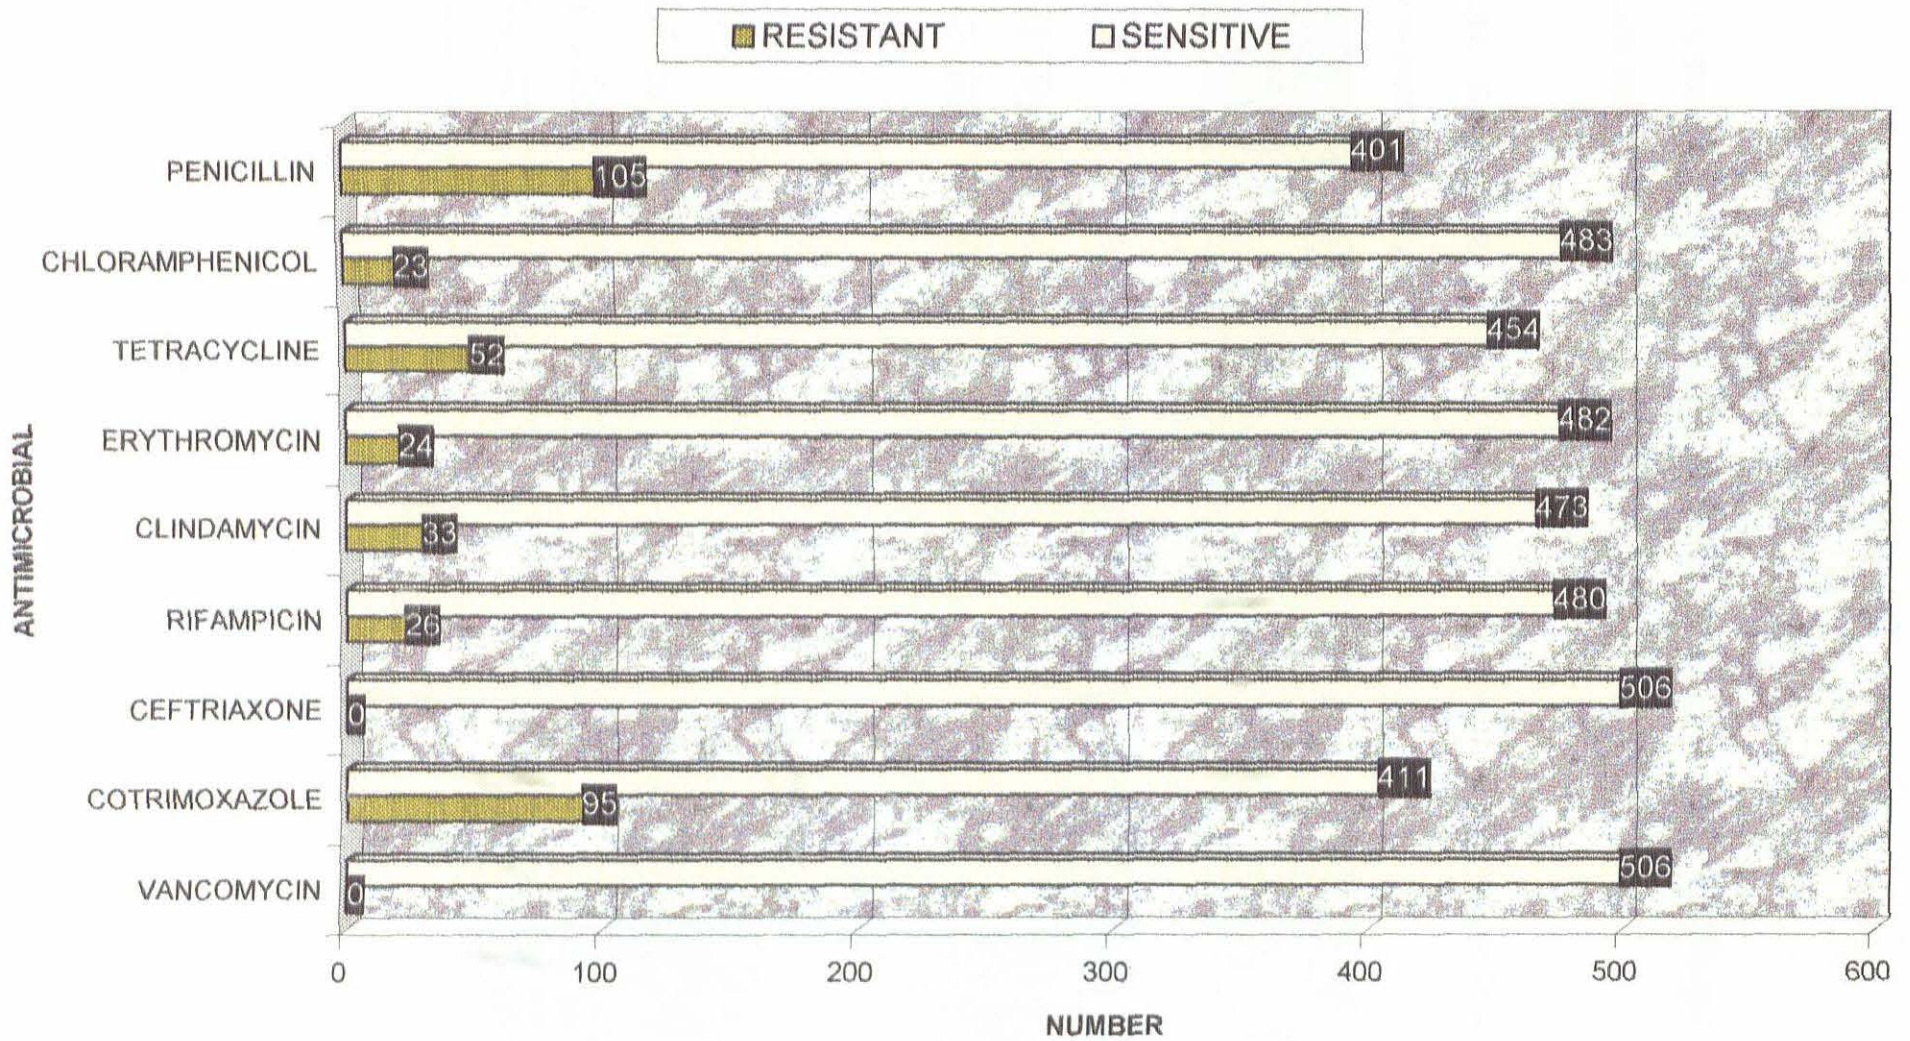 RESISTANT SENSITIVE
PENICILLIN 105 401
CHLORAMPHENICOL 23 483
TETRACYCLINE 52 454
ERYTHROMYCIN 24 482
CLINDAMYCIN 33 473
RIFAMPICIN 26 480
CEFTRIAXONE 0 506
COTRIMOXAZOLE 95 411
VANCOMYCIN 0 506
ANTIMICROBIAL
0 100 200 300 400 500 600
NUMBER